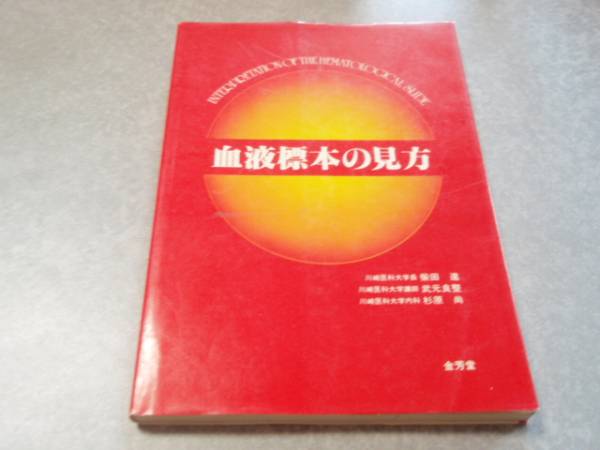 INTERPRETATION OF THE HEMATOLOGICAL SLIDE
血液標本の見方
川崎医科大学長 柴田 進
川崎医科大学講師 武元良整
川崎医科大学内科 杉原 尚
金芳堂